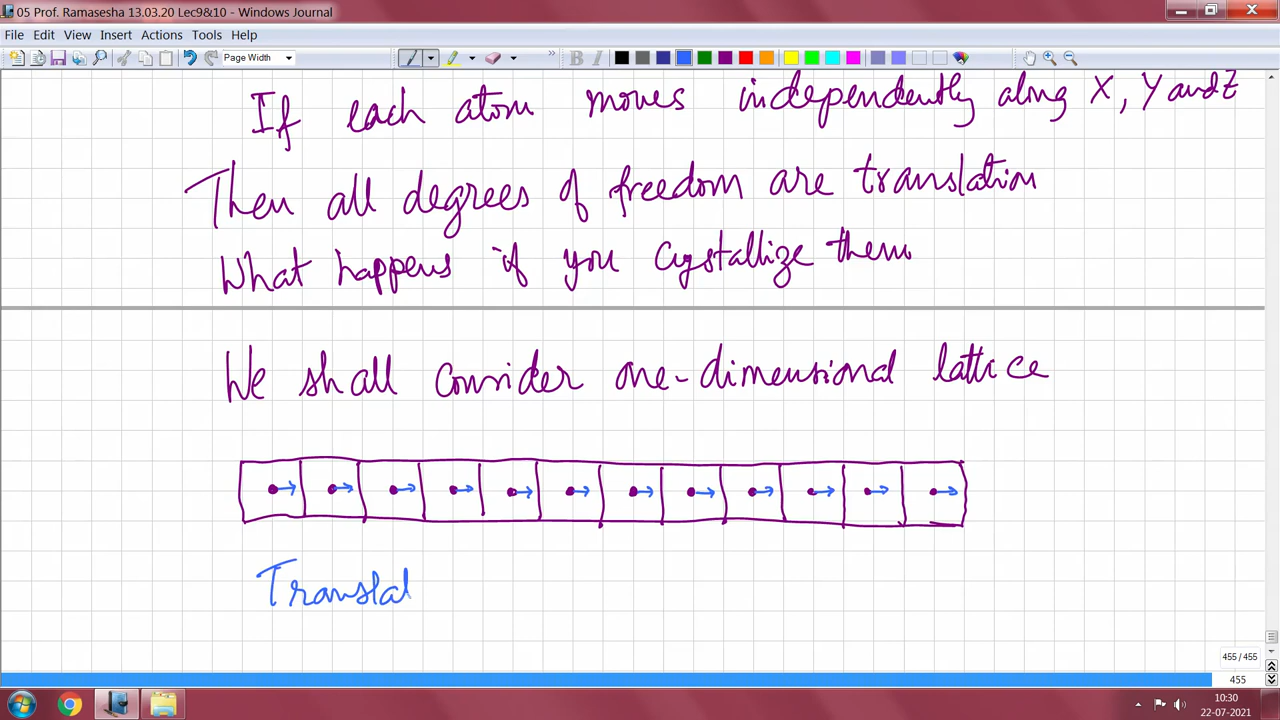 05 Prof. Ramasesha 13.03.20 Lec9&10 - Windows Journal
File Edit View Insert Actions Tools Help
Page Width
If each atom moves independently along X, Y and Z
Then all degrees of freedom are translation
What happens if you crystallize them
We shall consider one-dimensional lattice
Translat
455 / 455
455
10:30
22-07-2021